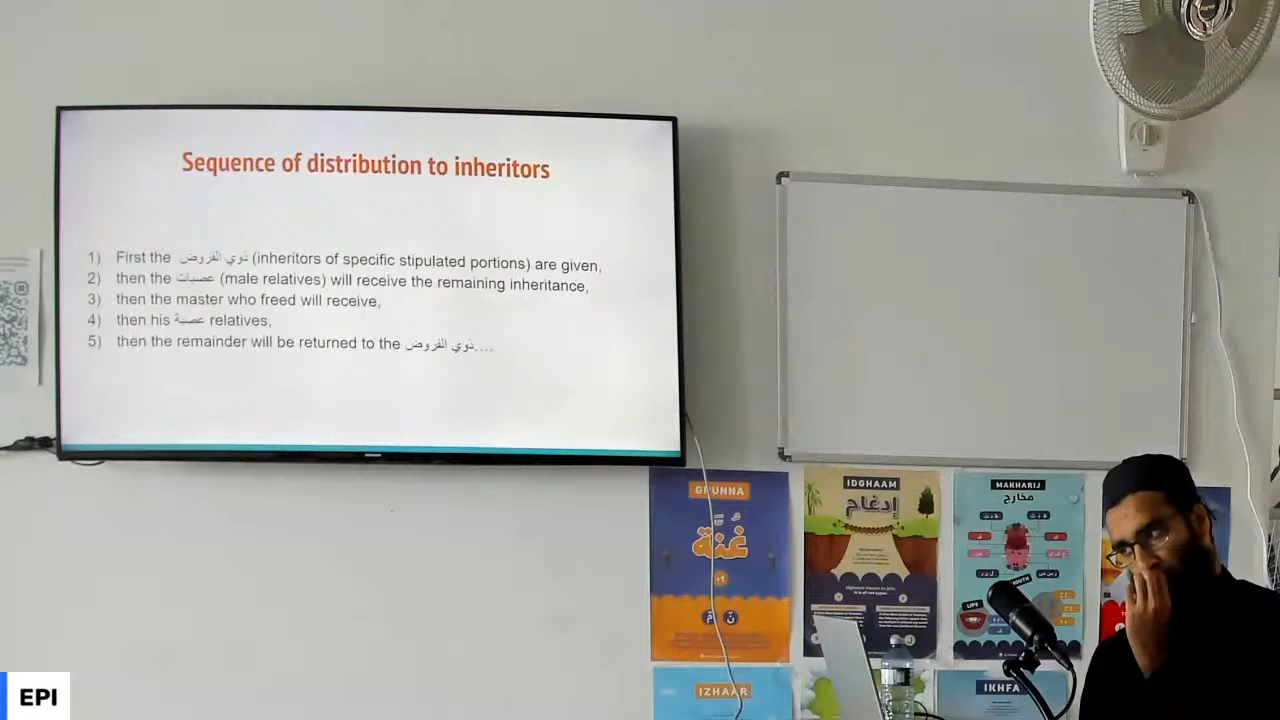 Sequence of distribution to inheritors
1) First the ذوي الفروض (inheritors of specific stipulated portions) are given,
2) then the عصبات (male relatives) will receive the remaining inheritance,
3) then the master who freed will receive,
4) then his عصبة relatives,
5) then the remainder will be returned to the ذوي الفروض....
GHUNNA
غُنَّة
IDGHAAM
إدغام
MAKHARIJ
مخارج
MOUTH
LIPS
IZHAAR
IKHFA
EPI